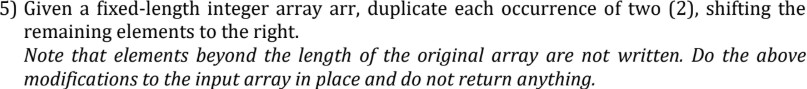 5) Given a fixed-length integer array arr, duplicate each occurrence of two (2), shifting the
remaining elements to the right.
Note that elements beyond the length of the original array are not written. Do the above
modifications to the input array in place and do not return anything.